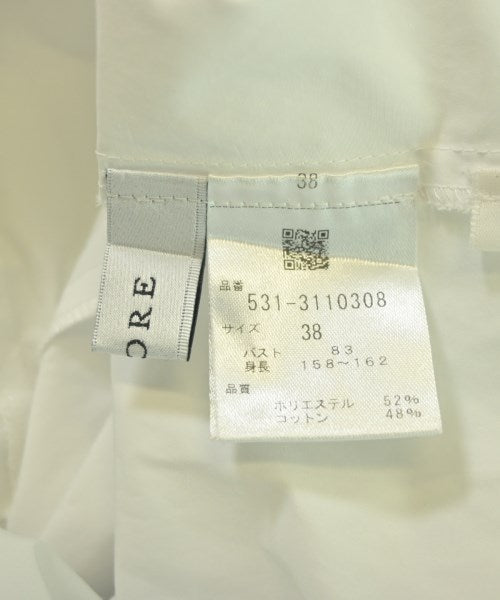 38
品番
531-3110308
サイズ 38
バスト 83
身長 158～162
品質
ポリエステル 52%
コットン 48%
ORE